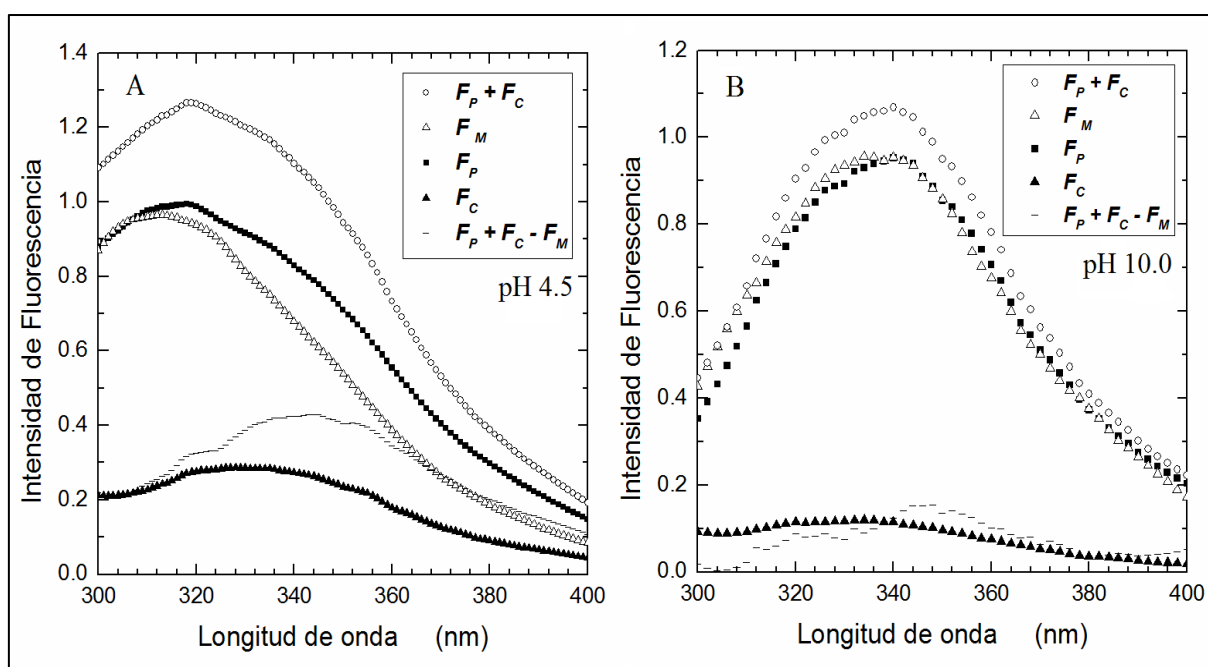 A
F_P + F_C
F_M
F_P
F_C
F_P + F_C - F_M
pH 4.5
Intensidad de Fluorescencia
1.4
1.2
1.0
0.8
0.6
0.4
0.2
0.0
300 320 340 360 380 400
Longitud de onda (nm)
B
F_P + F_C
F_M
F_P
F_C
F_P + F_C - F_M
pH 10.0
Intensidad de Fluorescencia
1.2
1.0
0.8
0.6
0.4
0.2
0.0
300 320 340 360 380 400
Longitud de onda (nm)